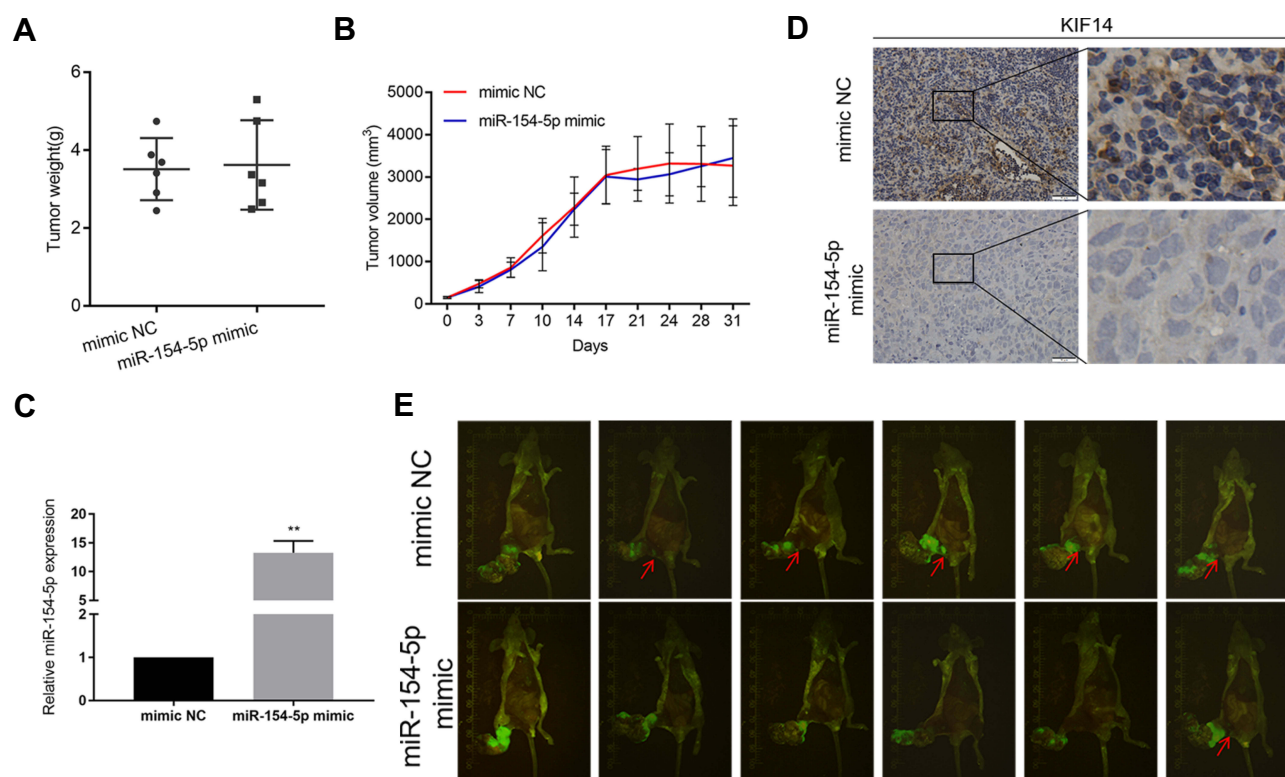 A
Tumor weight(g)
6
4
2
0
mimic NC
miR-154-5p mimic
B
mimic NC
miR-154-5p mimic
Tumor volume (mm³)
5000
4000
3000
2000
1000
0
0 3 7 10 14 17 21 24 28 31
Days
C
Relative miR-154-5p expression
20
15
10
5
2
1
0
**
mimic NC
miR-154-5p mimic
D
KIF14
mimic NC
miR-154-5p
mimic
E
mimic NC
miR-154-5p
mimic